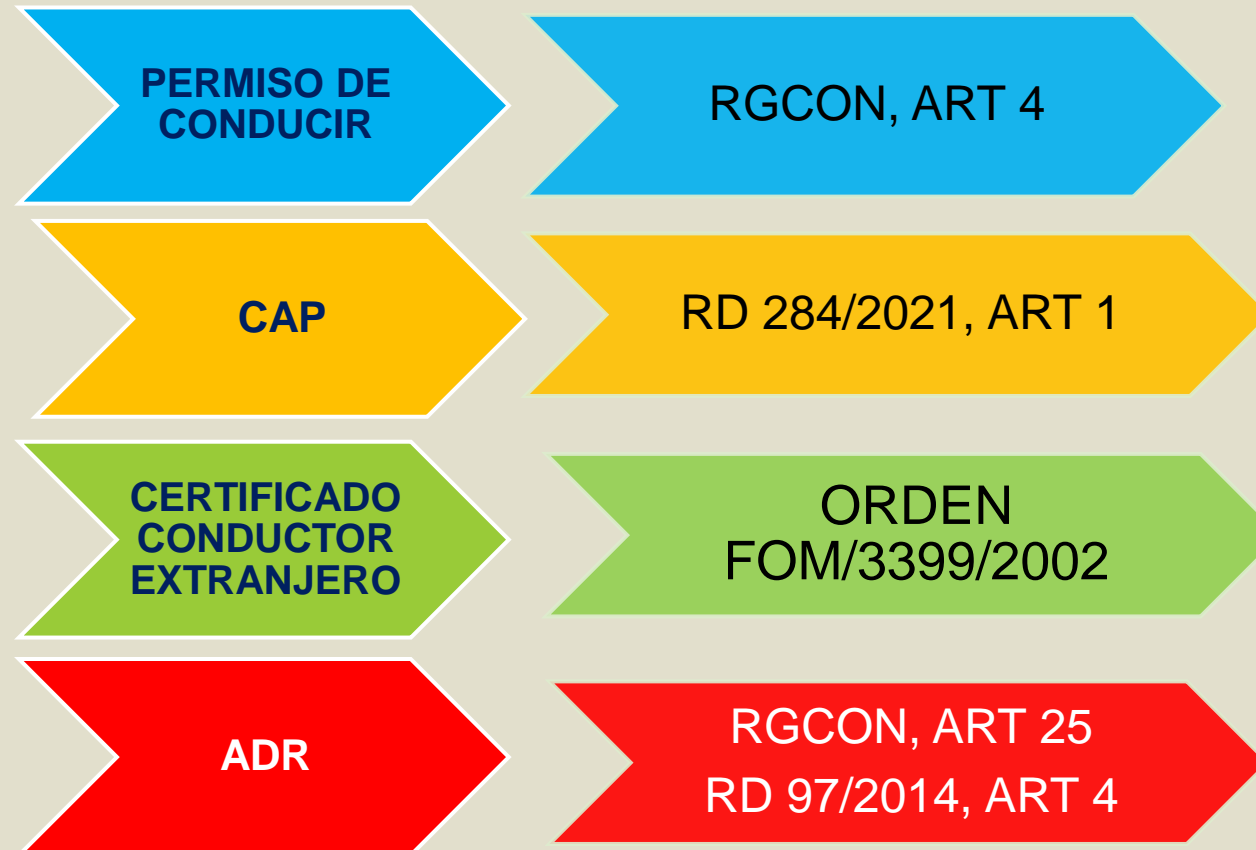 PERMISO DE
CONDUCIR
RGCON, ART 4
CAP
RD 284/2021, ART 1
CERTIFICADO
CONDUCTOR
EXTRANJERO
ORDEN
FOM/3399/2002
ADR
RGCON, ART 25
RD 97/2014, ART 4